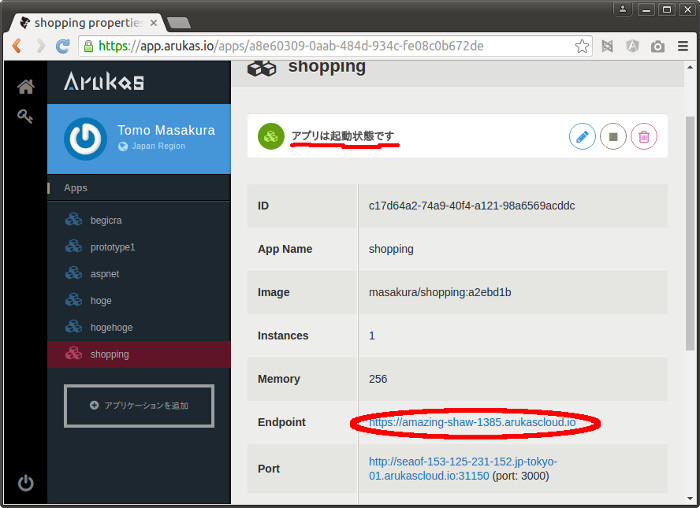 shopping properties
https://app.arukas.io/apps/a8e60309-0aab-484d-934c-fe08c0b672de
Arukas
Tomo Masakura
Japan Region
Apps
begicra
prototype1
aspnet
hoge
hogehoge
shopping
アプリケーションを追加
shopping
アプリは起動状態です
ID c17d64a2-74a9-40f4-a121-98a6569acddc
App Name shopping
Image masakura/shopping:a2ebd1b
Instances 1
Memory 256
Endpoint https://amazing-shaw-1385.arukascloud.io
Port http://seaof-153-125-231-152.jp-tokyo-
01.arukascloud.io:31150 (port: 3000)